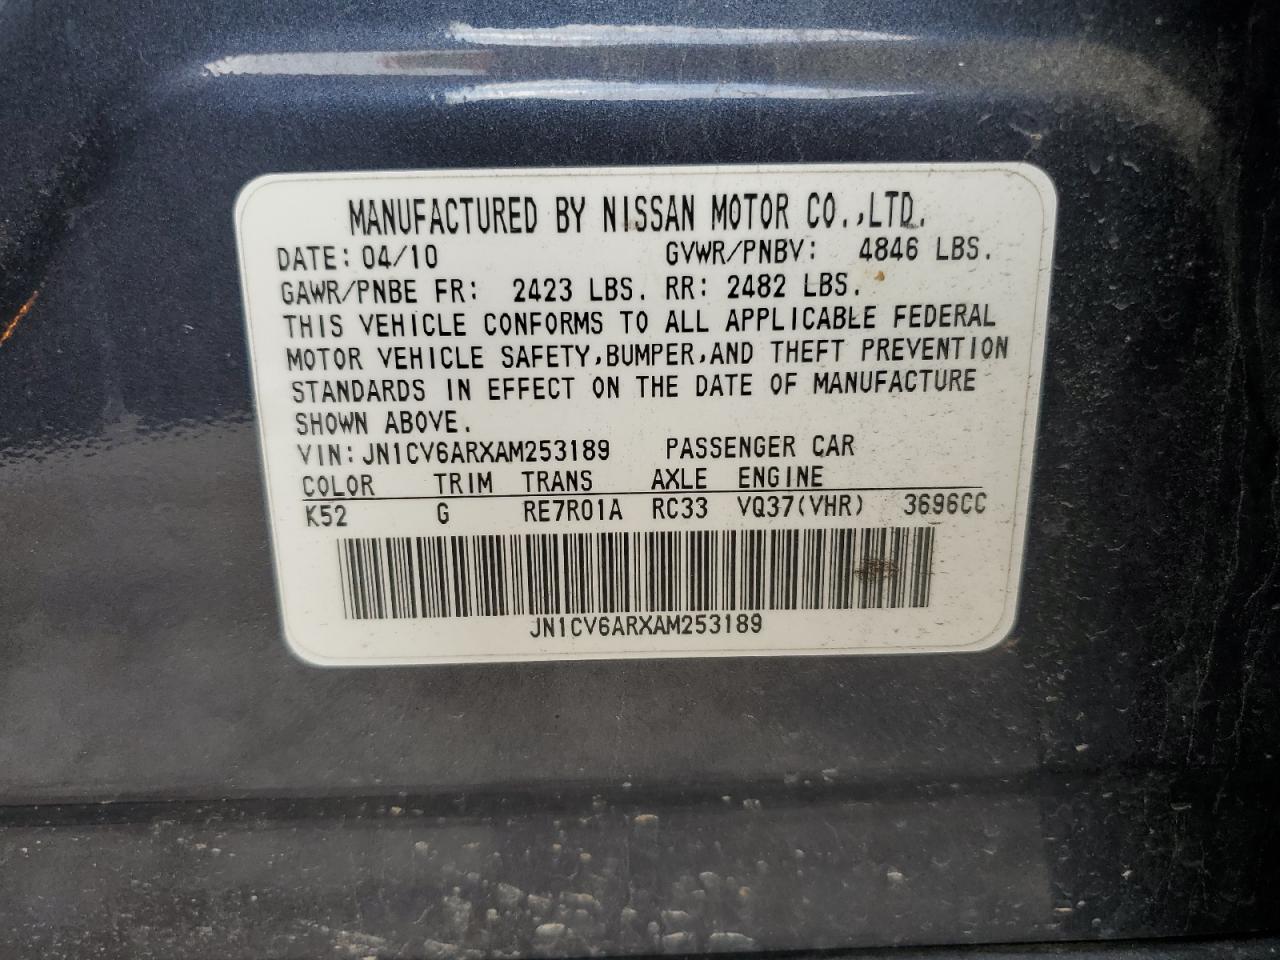 MANUFACTURED BY NISSAN MOTOR CO.,LTD.
DATE: 04/10 GVWR/PNBV: 4846 LBS.
GAWR/PNBE FR: 2423 LBS. RR: 2482 LBS.
THIS VEHICLE CONFORMS TO ALL APPLICABLE FEDERAL
MOTOR VEHICLE SAFETY,BUMPER,AND THEFT PREVENTION
STANDARDS IN EFFECT ON THE DATE OF MANUFACTURE
SHOWN ABOVE.
VIN:JN1CV6ARXAM253189 PASSENGER CAR
COLOR TRIM TRANS AXLE ENGINE
K52 G RE7R01A RC33 VQ37(VHR) 3696CC
JN1CV6ARXAM253189